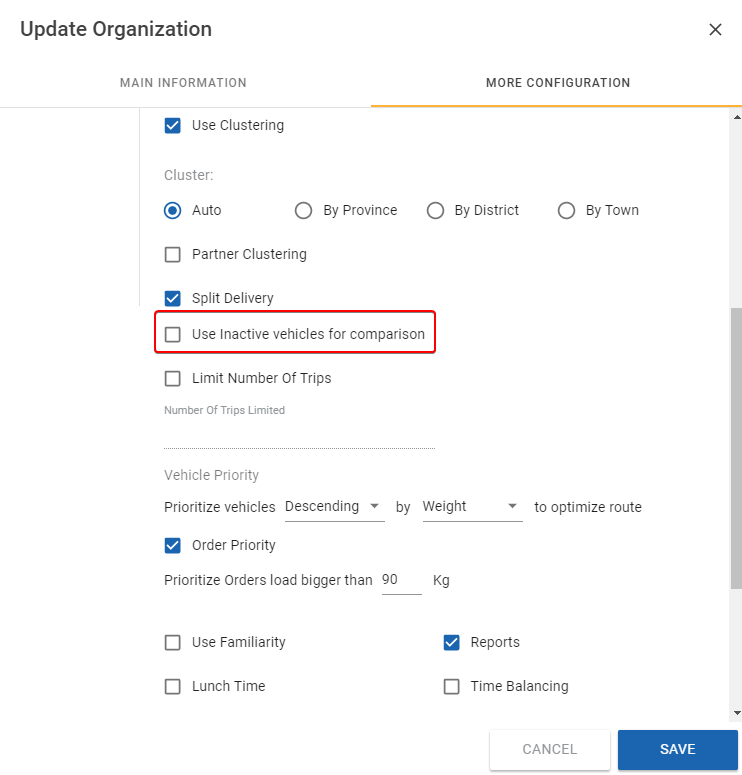 Update Organization
MAIN INFORMATION
MORE CONFIGURATION
Use Clustering
Cluster:
Auto
By Province
By District
By Town
Partner Clustering
Split Delivery
Use Inactive vehicles for comparison
Limit Number Of Trips
Number Of Trips Limited
Vehicle Priority
Prioritize vehicles Descending by Weight to optimize route
Order Priority
Prioritize Orders load bigger than 90 Kg
Use Familiarity
Reports
Lunch Time
Time Balancing
CANCEL
SAVE